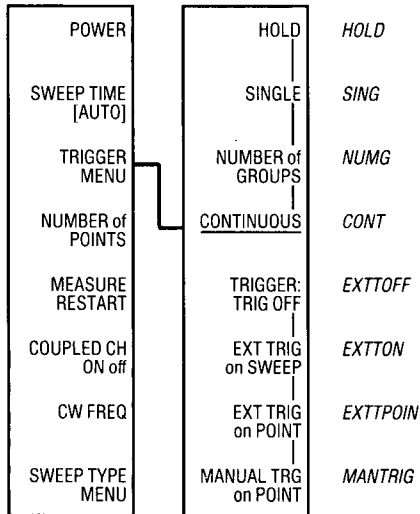 POWER
SWEEP TIME
[AUTO]
TRIGGER
MENU
NUMBER of
POINTS
MEASURE
RESTART
COUPLED CH
ON off
CW FREQ
SWEEP TYPE
MENU
HOLD
SINGLE
NUMBER of
GROUPS
CONTINUOUS
TRIGGER:
TRIG OFF
EXT TRIG
on SWEEP
EXT TRIG
on POINT
MANUAL TRG
on POINT
HOLD
SING
NUMG
CONT
EXTTOFF
EXTTON
EXTTPOIN
MANTRIG